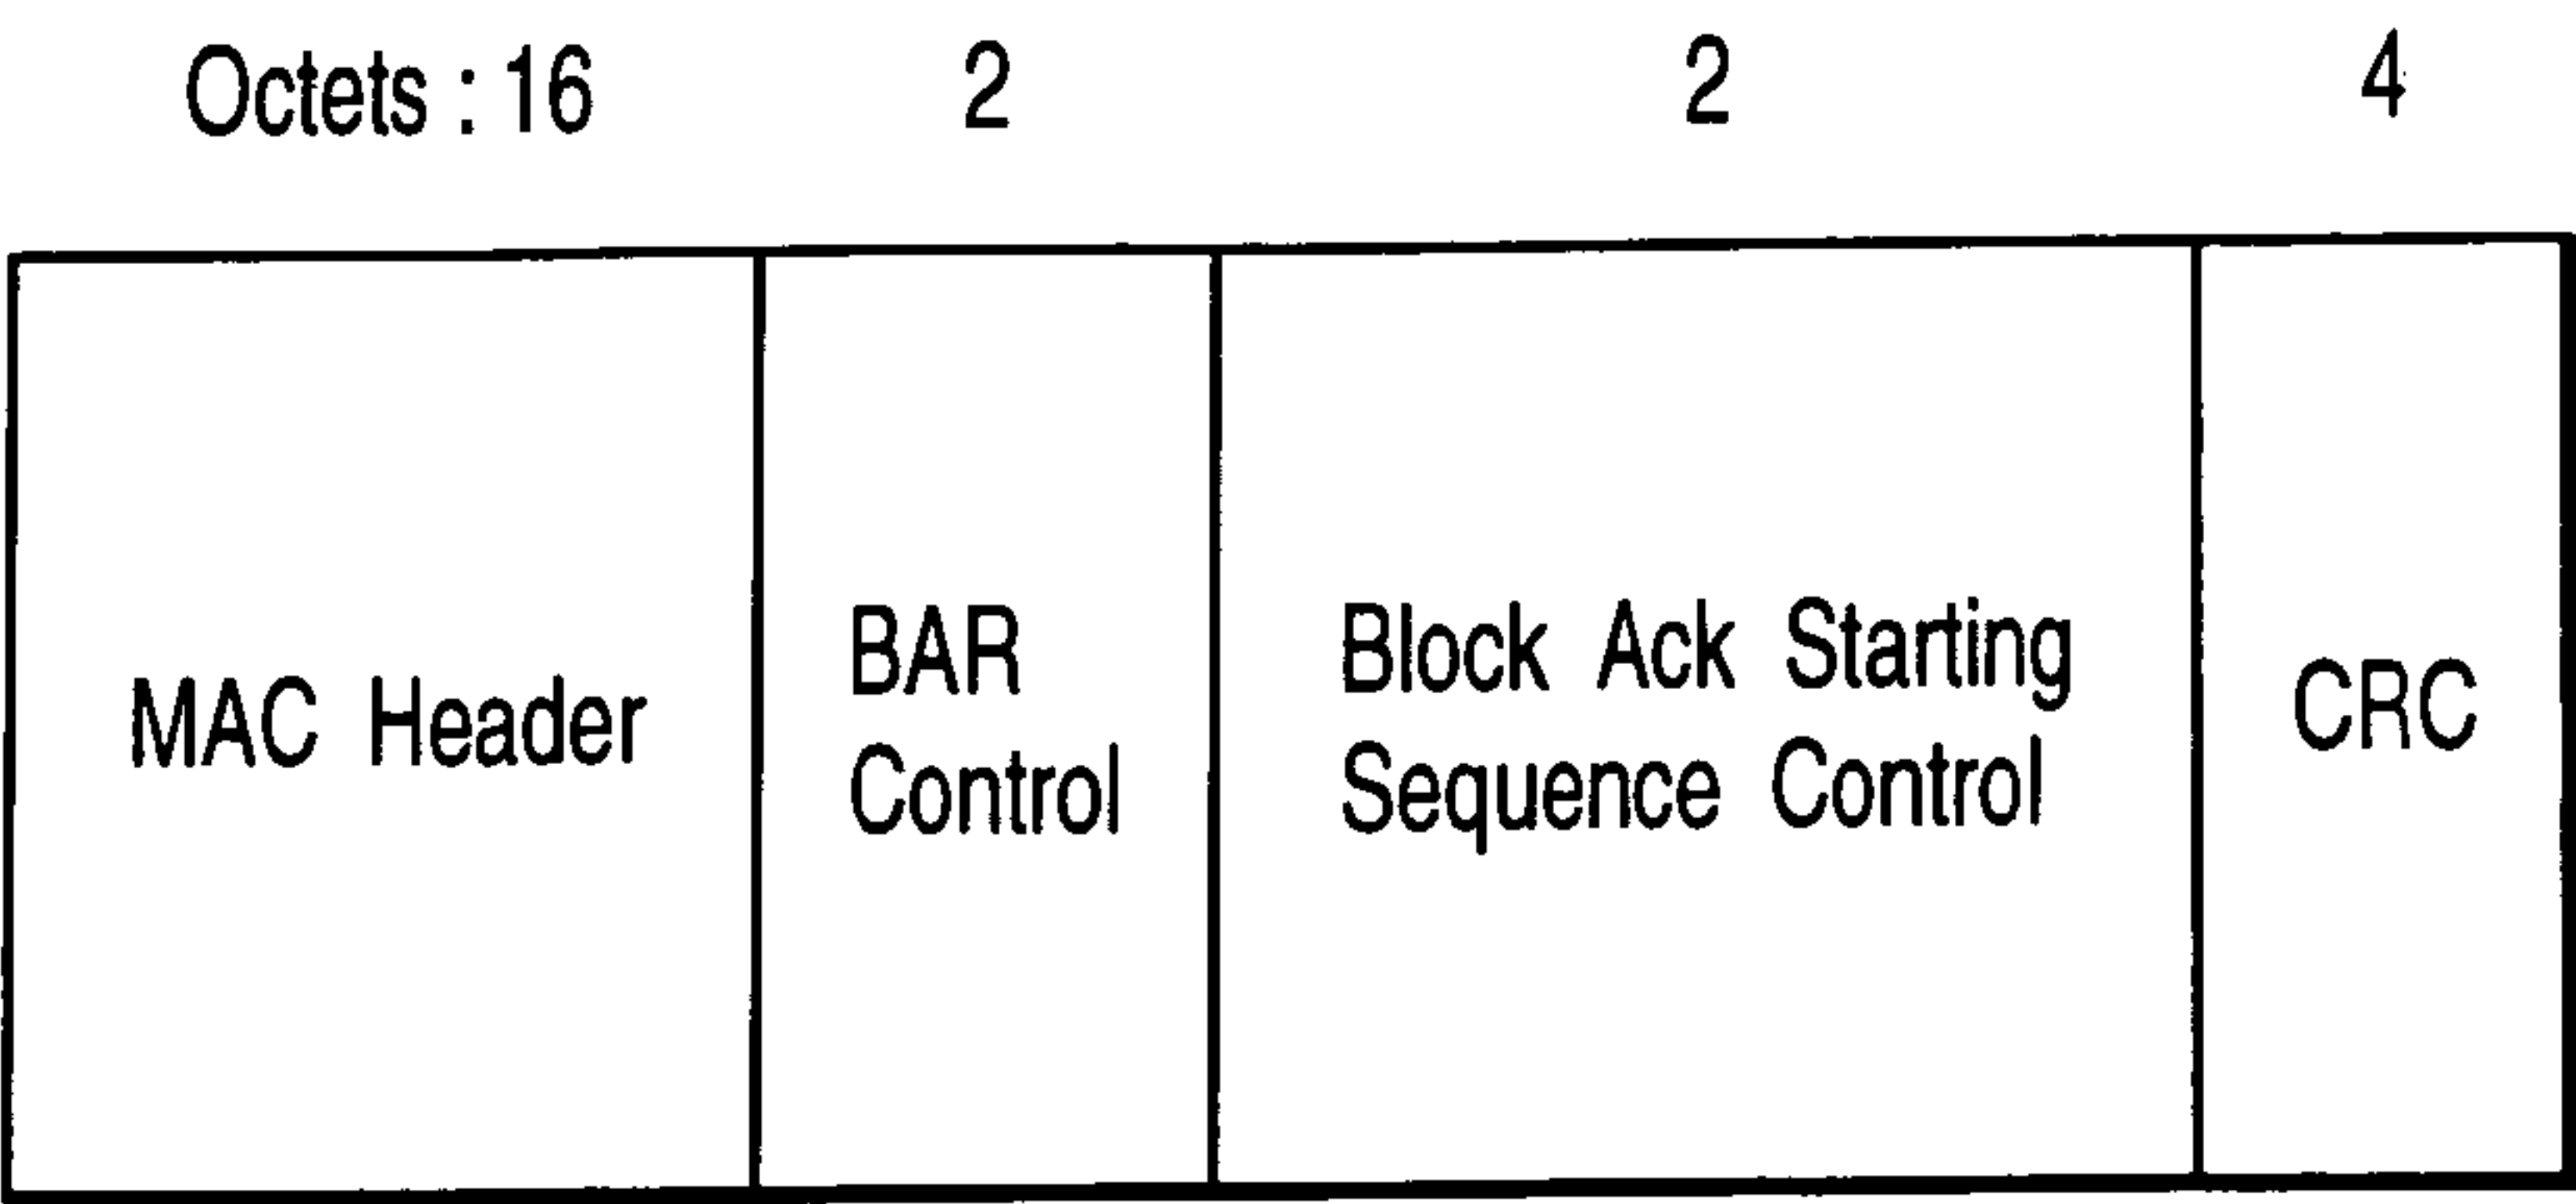 Octets : 16 2 2 4
MAC Header
BAR
Control
Block Ack Starting
Sequence Control
CRC